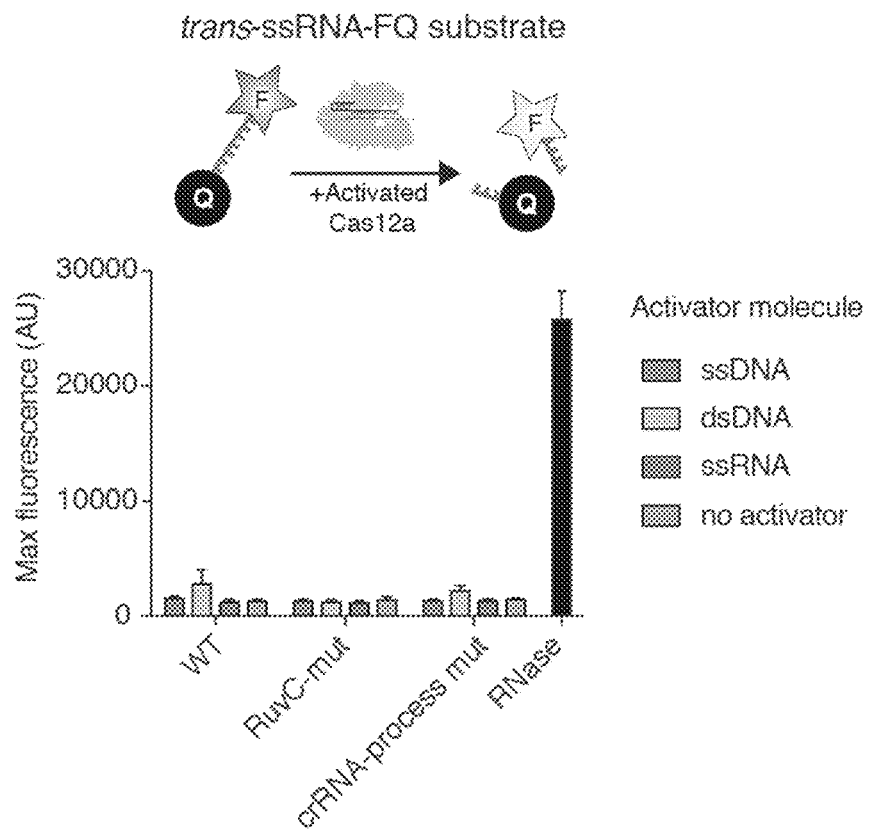 trans-ssRNA-FQ substrate
F
F
Q
+Activated
Cas12a
Q
30000
20000
10000
0
Max fluorescence (AU)
WT
RuvC-mut
crRNA-process mut
RNase
Activator molecule
ssDNA
dsDNA
ssRNA
no activator